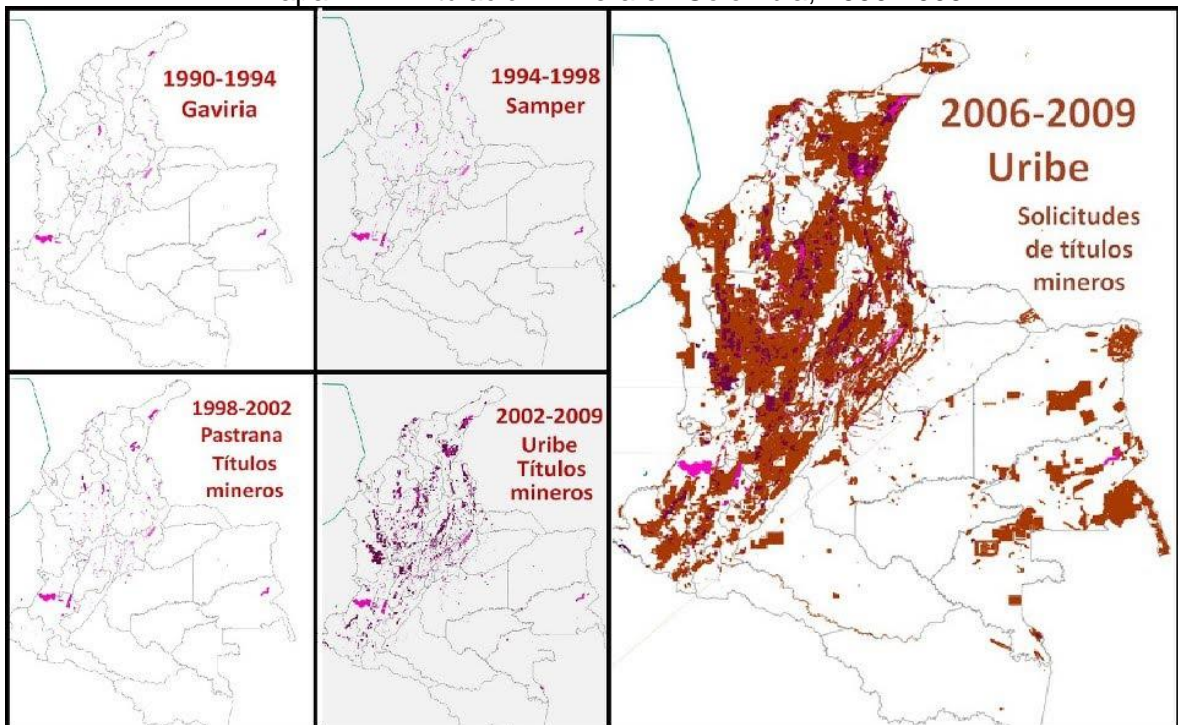 1990-1994
Gaviria
1994-1998
Samper
2006-2009
Uribe
Solicitudes
de títulos
mineros
1998-2002
Pastrana
Títulos
mineros
2002-2009
Uribe
Títulos
mineros